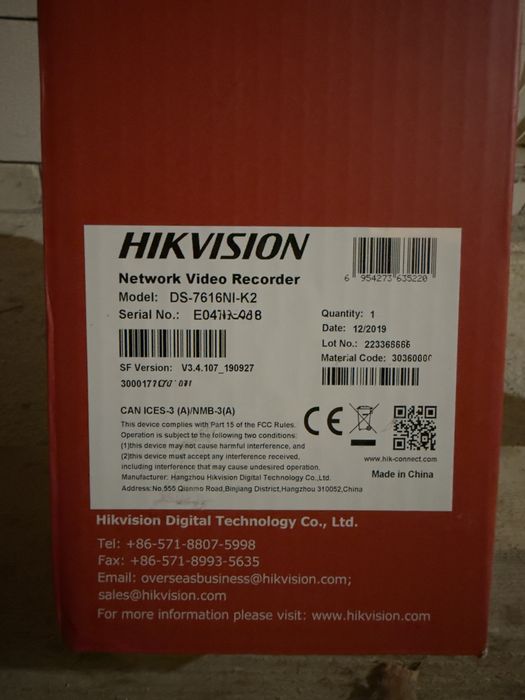 HIKVISION
6 954273 635220
Network Video Recorder
Model: DS-7616NI-K2
Serial No.:
Quantity: 1
Date: 12/2019
Lot No.: 223366666
Material Code:
SF Version: V3.4.107_190927
CAN ICES-3 (A)/NMB-3(A)
This device complies with Part 15 of the FCC Rules.
Operation is subject to the following two conditions:
(1)this device may not cause harmful interference, and
(2)this device must accept any interference received,
including interference that may cause undesired operation.
CE
www.hik-connect.com
Made in China
Manufacturer: Hangzhou Hikvision Digital Technology Co.,Ltd.
Address:No.555 Qianmo Road,Binjiang District,Hangzhou 310052,China
Hikvision Digital Technology Co., Ltd.
Tel: +86-571-8807-5998
Fax: +86-571-8993-5635
Email: overseasbusiness@hikvision.com;
sales@hikvision.com
For more information please visit: www.hikvision.com